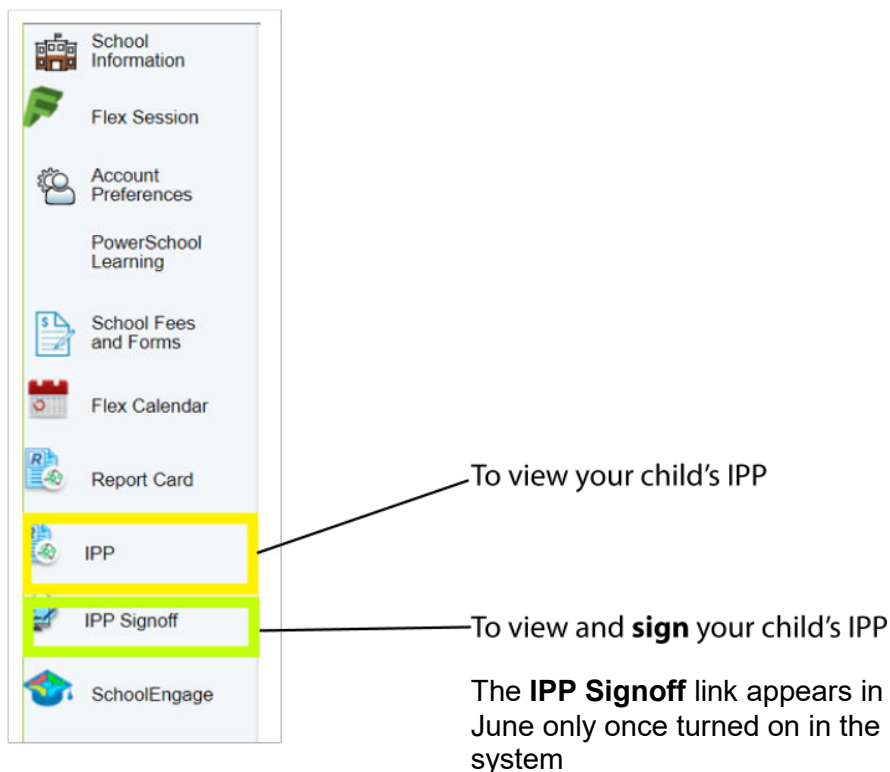 School
Information
Flex Session
Account
Preferences
PowerSchool
Learning
School Fees
and Forms
Flex Calendar
Report Card
IPP
IPP Signoff
SchoolEngage
To view your child’s IPP
To view and sign your child’s IPP
The IPP Signoff link appears in
June only once turned on in the
system